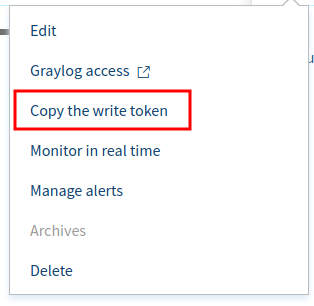 Edit
Graylog access
Copy the write token
Monitor in real time
Manage alerts
Archives
Delete